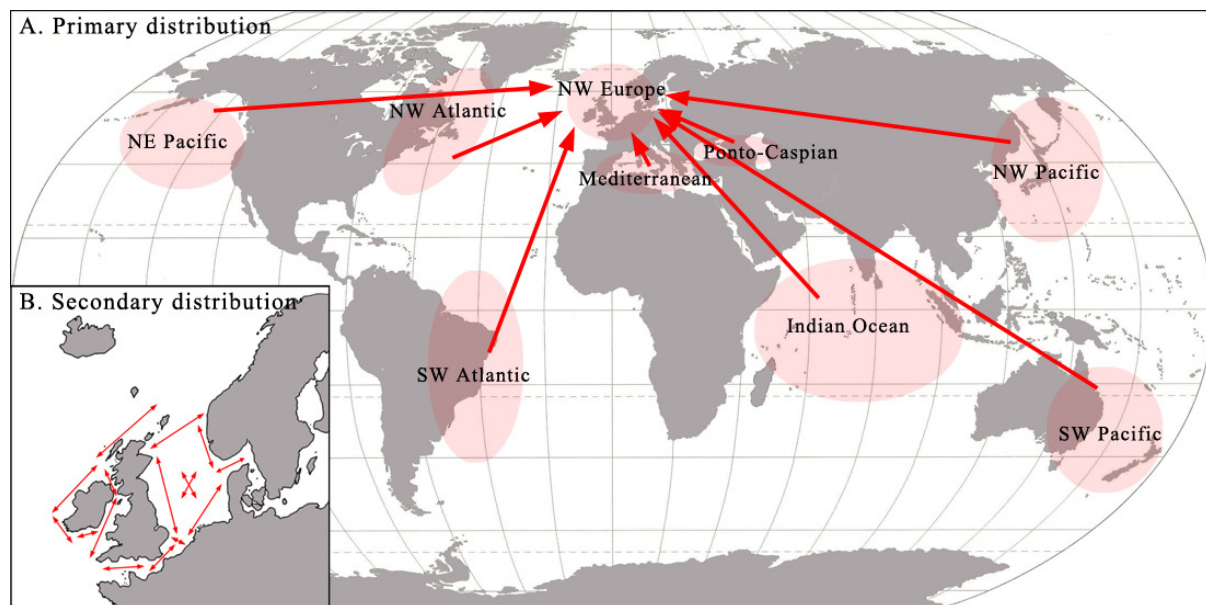 A. Primary distribution
NW Europe
NW Atlantic
NE Pacific
Ponto-Caspian
Mediterranean
NW Pacific
B. Secondary distribution
Indian Ocean
SW Atlantic
SW Pacific